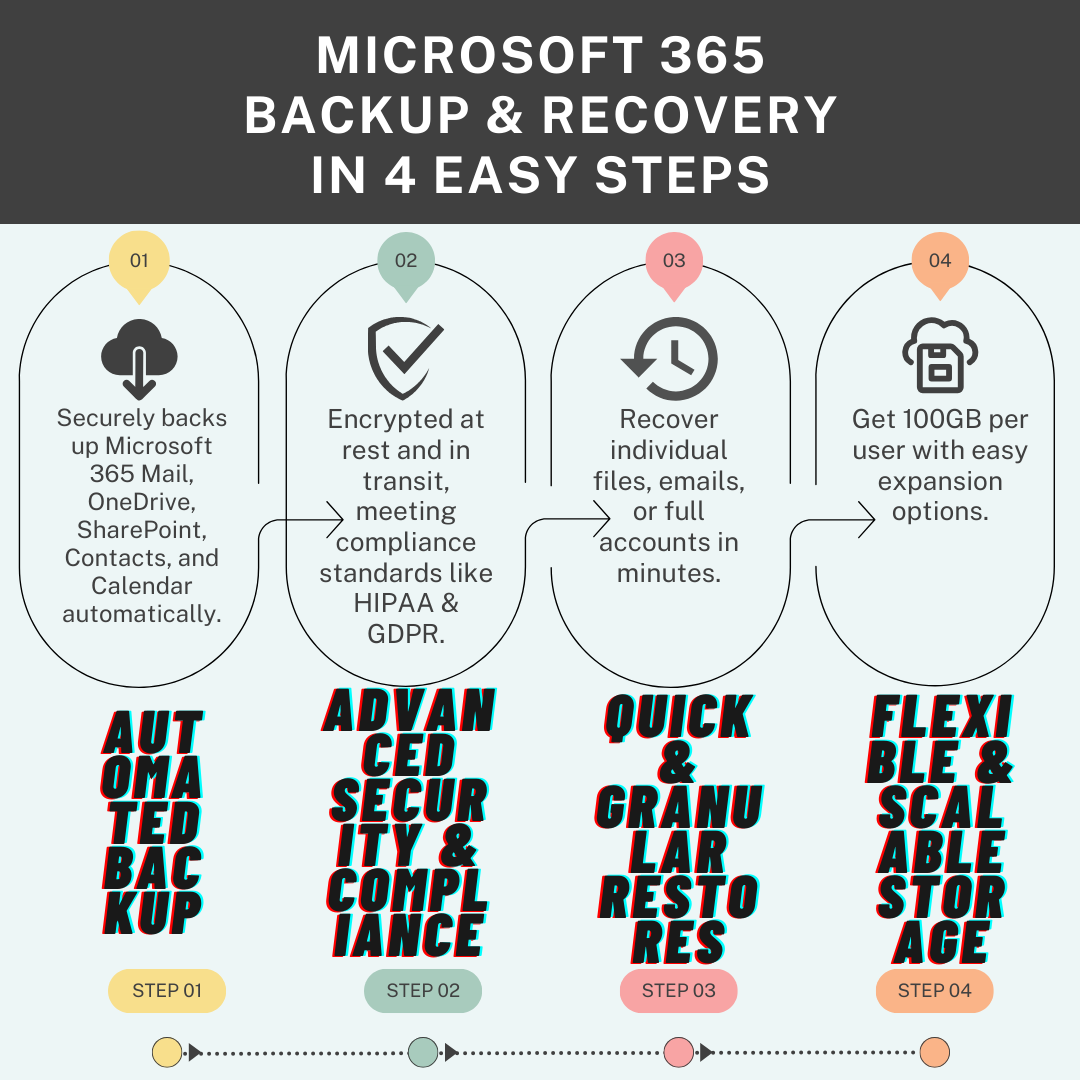 MICROSOFT 365
BACKUP & RECOVERY
IN 4 EASY STEPS
01
Securely backs
up Microsoft
365 Mail,
OneDrive,
SharePoint,
Contacts, and
Calendar
automatically.
02
Encrypted at
rest and in
transit,
meeting
compliance
standards like
HIPAA &
GDPR.
03
Recover
individual
files, emails,
or full
accounts in
minutes.
04
Get 100GB per
user with easy
expansion
options.
AUT
OMA
TED
BAC
KUP
ADVAN
CED
SECUR
ITY &
COMPL
IANCE
QUICK
&
GRANU
LAR
RESTO
RES
FLEXI
BLE &
SCAL
ABLE
STOR
AGE
STEP 01
STEP 02
STEP 03
STEP 04